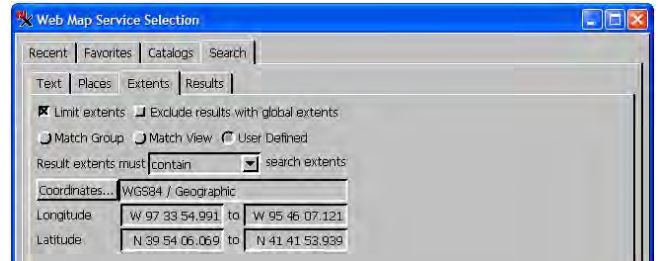 Web Map Service Selection
Recent Favorites Catalogs Search
Text Places Extents Results
Limit extents Exclude results with global extents
Match Group Match View User Defined
Result extents must contain search extents
Coordinates... WGS84 / Geographic
Longitude W 97 33 54.991 to W 95 46 07.121
Latitude N 39 54 06.069 to N 41 41 53.939